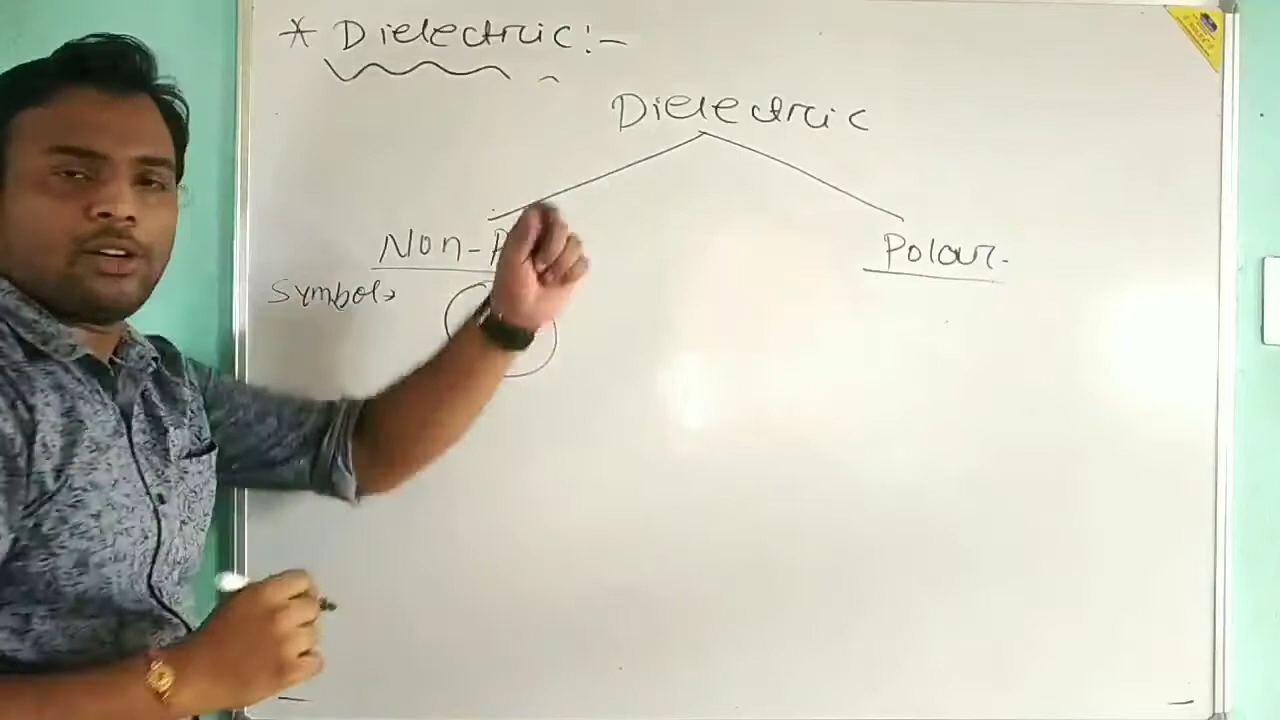 * Dielectric:-
Dielectric
Non-P
Polar.
Symbol→